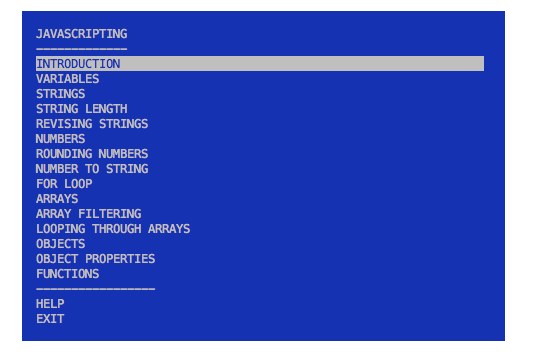 JAVASCRIPTING
─────────────
INTRODUCTION
VARIABLES
STRINGS
STRING LENGTH
REVISING STRINGS
NUMBERS
ROUNDING NUMBERS
NUMBER TO STRING
FOR LOOP
ARRAYS
ARRAY FILTERING
LOOPING THROUGH ARRAYS
OBJECTS
OBJECT PROPERTIES
FUNCTIONS
─────────────────
HELP
EXIT